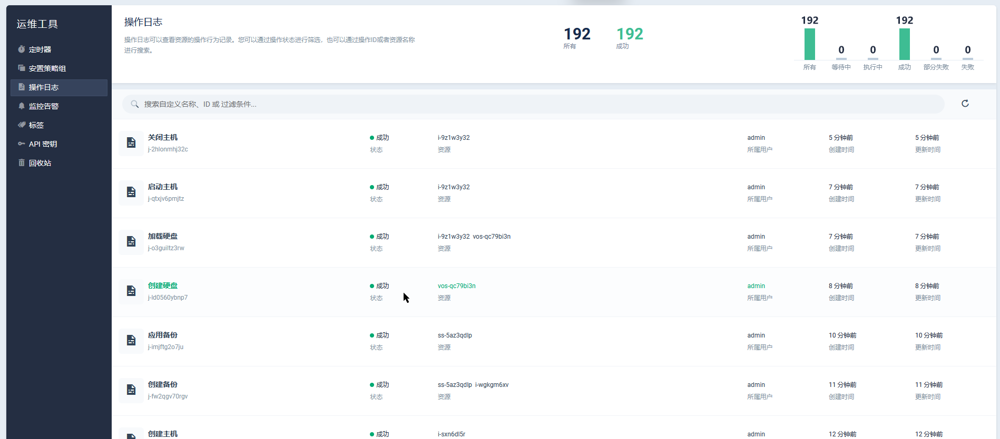 运维工具
定时器
安置策略组
操作日志
监控告警
标签
API 密钥
回收站
操作日志
操作日志可以查看资源的操作行为记录。您可以通过操作状态进行筛选，也可以通过操作ID或者资源名称
进行搜索。
192 192
所有 成功
192 0 0 192 0 0
所有 等待中 执行中 成功 部分失败 失败
搜索自定义名称、ID 或 过滤条件...
关闭主机 成功 i-9z1w3y32 admin 5 分钟前 5 分钟前
j-2hlonmhj32c 状态 资源 所属用户 创建时间 更新时间
启动主机 成功 i-9z1w3y32 admin 7 分钟前 7 分钟前
j-qtxjv6pmjtz 状态 资源 所属用户 创建时间 更新时间
加载硬盘 成功 i-9z1w3y32 vos-qc79bi3n admin 7 分钟前 7 分钟前
j-o3guiltz3rw 状态 资源 所属用户 创建时间 更新时间
创建硬盘 成功 vos-qc79bi3n admin 8 分钟前 8 分钟前
j-ld0560ybnp7 状态 资源 所属用户 创建时间 更新时间
应用备份 成功 ss-5az3qdlp admin 10 分钟前 10 分钟前
j-imjftg2o7ju 状态 资源 所属用户 创建时间 更新时间
创建备份 成功 ss-5az3qdlp i-wgkgm6xv admin 11 分钟前 11 分钟前
j-fw2qgv70rgv 状态 资源 所属用户 创建时间 更新时间
创建主机 成功 i-sxn6dl5r admin 12 分钟前 12 分钟前